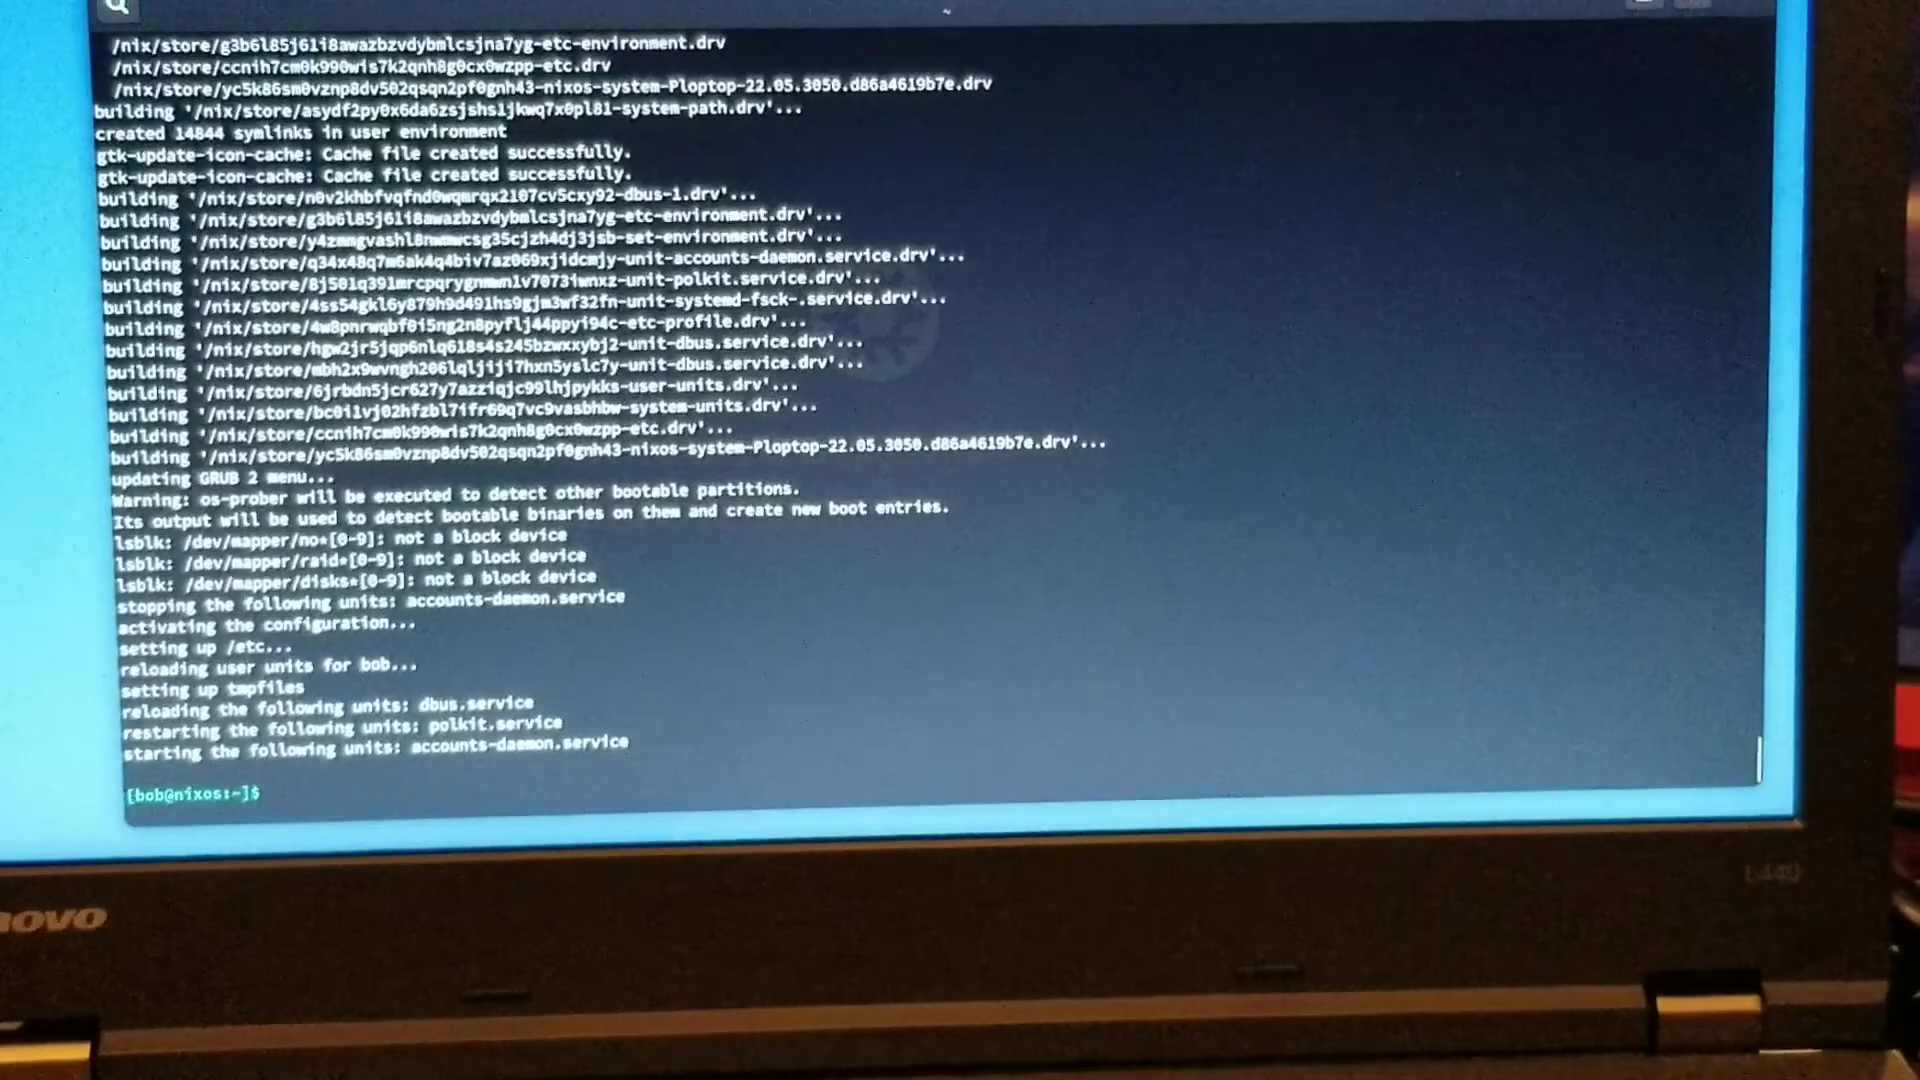 /nix/store/g3b6l85j61i8awazbzvdybmlcsjna7yg-etc-environment.drv
/nix/store/ccnih7cm0k990wis7k2qnh8g0cx0wzpp-etc.drv
/nix/store/yc5k86sm0vznp8dv502qsqn2pf0gnh43-nixos-system-Ploptop-22.05.3050.d86a4619b7e.drv
building '/nix/store/asydf2py0x6da6zsjshs1jkwq7x0pl81-system-path.drv'...
created 14844 symlinks in user environment
gtk-update-icon-cache: Cache file created successfully.
gtk-update-icon-cache: Cache file created successfully.
building '/nix/store/n0v2khbfvqfnd0wqmrqx2107cv5cxy92-dbus-1.drv'...
building '/nix/store/g3b6l85j61i8awazbzvdybmlcsjna7yg-etc-environment.drv'...
building '/nix/store/y4zmmgvashl8nwmwcsg35cjzh4dj3jsb-set-environment.drv'...
building '/nix/store/q34x48q7m6ak4q4biv7az069xjidcmjy-unit-accounts-daemon.service.drv'...
building '/nix/store/8j501q391mrcpqrygnmwn1v7073iwnxz-unit-polkit.service.drv'...
building '/nix/store/4ss54gkl6y879h9d491hs9gjm3wf32fn-unit-systemd-fsck-.service.drv'...
building '/nix/store/4w8pnrwqbf0i5ng2n8pyflj44ppyi94c-etc-profile.drv'...
building '/nix/store/hgw2jr5jqp6nlq618s4s245bzwxxybj2-unit-dbus.service.drv'...
building '/nix/store/mbh2x9wvngh206lqljiji7hxn5yslc7y-unit-dbus.service.drv'...
building '/nix/store/6jrbdn5jcr627y7azziqjc99lhjpykks-user-units.drv'...
building '/nix/store/bc0i1vj02hfzbl7ifr69q7vc9vasbhbw-system-units.drv'...
building '/nix/store/ccnih7cm0k990wis7k2qnh8g0cx0wzpp-etc.drv'...
building '/nix/store/yc5k86sm0vznp8dv502qsqn2pf0gnh43-nixos-system-Ploptop-22.05.3050.d86a4619b7e.drv'...
updating GRUB 2 menu...
Warning: os-prober will be executed to detect other bootable partitions.
Its output will be used to detect bootable binaries on them and create new boot entries.
lsblk: /dev/mapper/no*[0-9]: not a block device
lsblk: /dev/mapper/raid*[0-9]: not a block device
lsblk: /dev/mapper/disks*[0-9]: not a block device
stopping the following units: accounts-daemon.service
activating the configuration...
setting up /etc...
reloading user units for bob...
setting up tmpfiles
reloading the following units: dbus.service
restarting the following units: polkit.service
starting the following units: accounts-daemon.service
[bob@nixos:~]$
novo